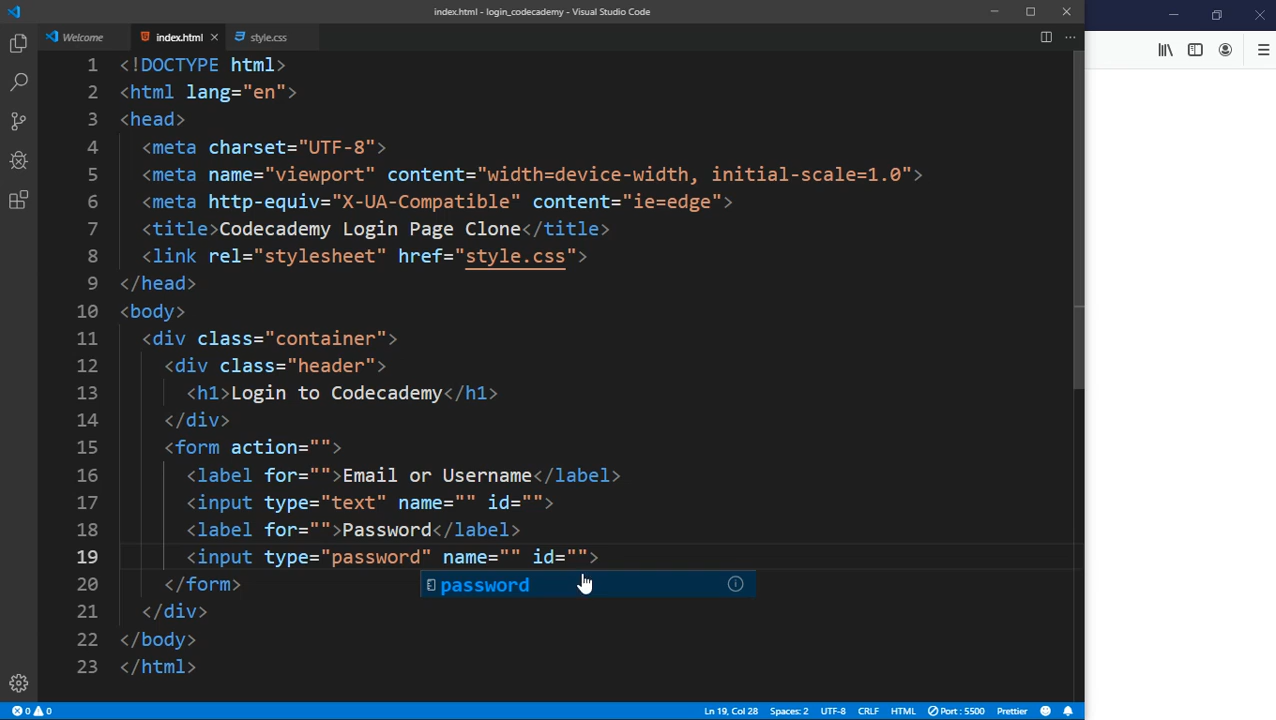 index.html - login_codecademy - Visual Studio Code
Welcome
index.html
style.css
1 <!DOCTYPE html>
2 <html lang="en">
3 <head>
4 <meta charset="UTF-8">
5 <meta name="viewport" content="width=device-width, initial-scale=1.0">
6 <meta http-equiv="X-UA-Compatible" content="ie=edge">
7 <title>Codecademy Login Page Clone</title>
8 <link rel="stylesheet" href="style.css">
9 </head>
10 <body>
11 <div class="container">
12 <div class="header">
13 <h1>Login to Codecademy</h1>
14 </div>
15 <form action="">
16 <label for="">Email or Username</label>
17 <input type="text" name="" id="">
18 <label for="">Password</label>
19 <input type="password" name="" id="">
password
20 </form>
21 </div>
22 </body>
23 </html>
0 0 Ln 19, Col 28 Spaces: 2 UTF-8 CRLF HTML Port : 5500 Prettier